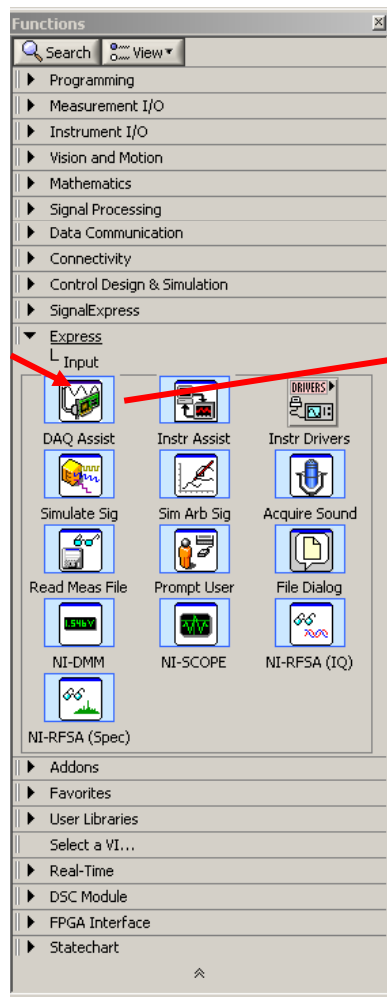 Functions
Search View
Programming
Measurement I/O
Instrument I/O
Vision and Motion
Mathematics
Signal Processing
Data Communication
Connectivity
Control Design & Simulation
SignalExpress
Express
Input
DRIVERS
DAQ Assist Instr Assist Instr Drivers
Simulate Sig Sim Arb Sig Acquire Sound
Read Meas File Prompt User File Dialog
1.546V
NI-DMM NI-SCOPE NI-RFSA (IQ)
NI-RFSA (Spec)
Addons
Favorites
User Libraries
Select a VI...
Real-Time
DSC Module
FPGA Interface
Statechart